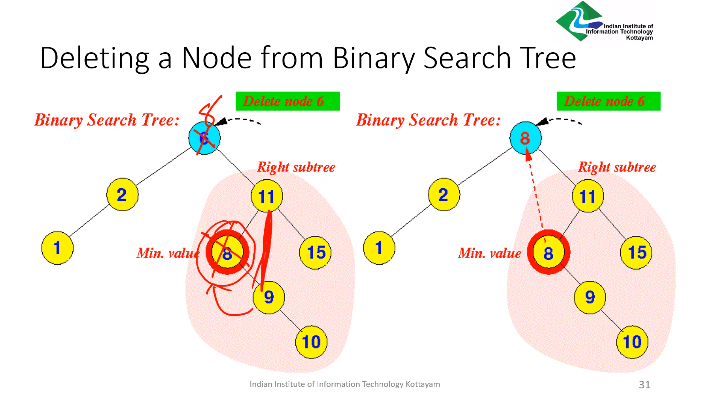 Indian Institute of
Information Technology
Kottayam
Deleting a Node from Binary Search Tree
8
Delete node 6
Binary Search Tree:
6
Right subtree
2
11
1
Min. value
8
15
9
10
Delete node 6
Binary Search Tree:
8
Right subtree
2
11
1
Min. value
8
15
9
10
Indian Institute of Information Technology Kottayam
31